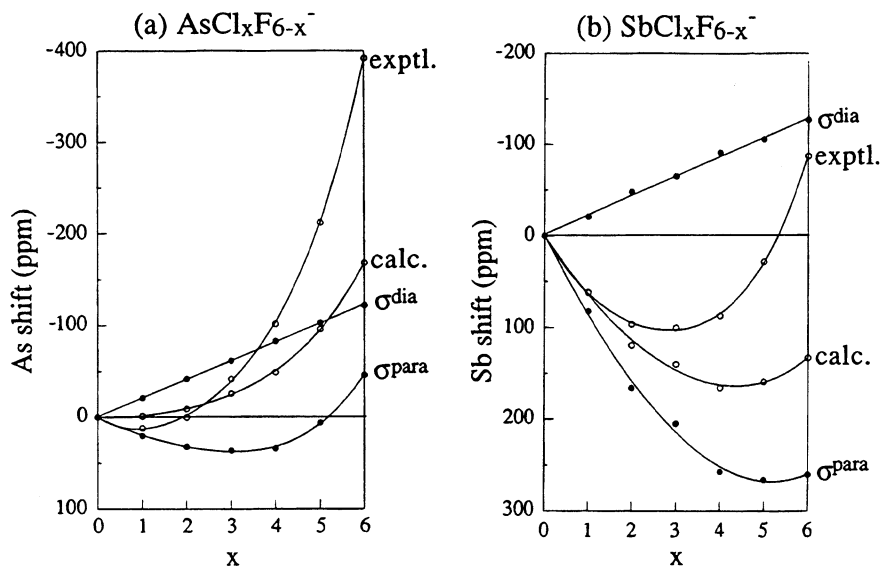 (a) AsClxF6-x-
-400
-300
-200
-100
0
100
As shift (ppm)
0 1 2 3 4 5 6
x
exptl.
calc.
σdia
σpara
(b) SbClxF6-x-
-200
-100
0
100
200
300
Sb shift (ppm)
0 1 2 3 4 5 6
x
σdia
exptl.
calc.
σpara